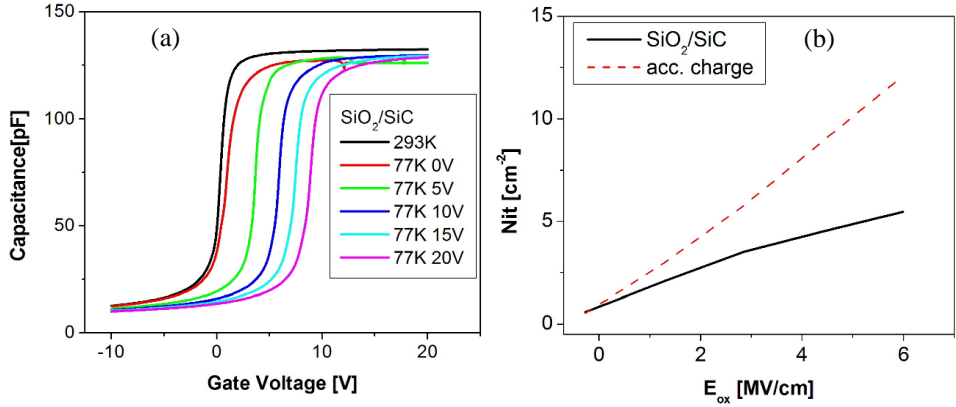 (a)
Capacitance[pF]
150
100
50
0
SiO₂/SiC
293K
77K 0V
77K 5V
77K 10V
77K 15V
77K 20V
-10
0
10
20
Gate Voltage [V]
(b)
Nit [cm⁻²]
15
10
5
0
SiO₂/SiC
acc. charge
0
2
4
6
Eₒₓ [MV/cm]